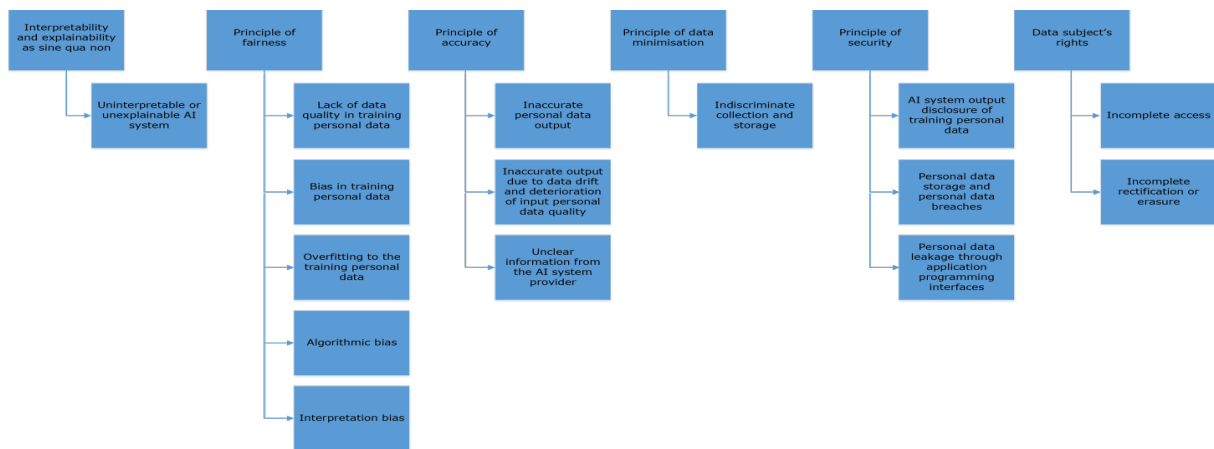 Interpretability
and explainability
as sine qua non
Uninterpretable or
unexplainable AI
system
Principle of
fairness
Lack of data
quality in training
personal data
Bias in training
personal data
Overfitting to the
training personal
data
Algorithmic bias
Interpretation bias
Principle of
accuracy
Inaccurate
personal data
output
Inaccurate output
due to data drift
and deterioration
of input personal
data quality
Unclear
information from
the AI system
provider
Principle of data
minimisation
Indiscriminate
collection and
storage
Principle of
security
AI system output
disclosure of
training personal
data
Personal data
storage and
personal data
breaches
Personal data
leakage through
application
programming
interfaces
Data subject's
rights
Incomplete access
Incomplete
rectification or
erasure